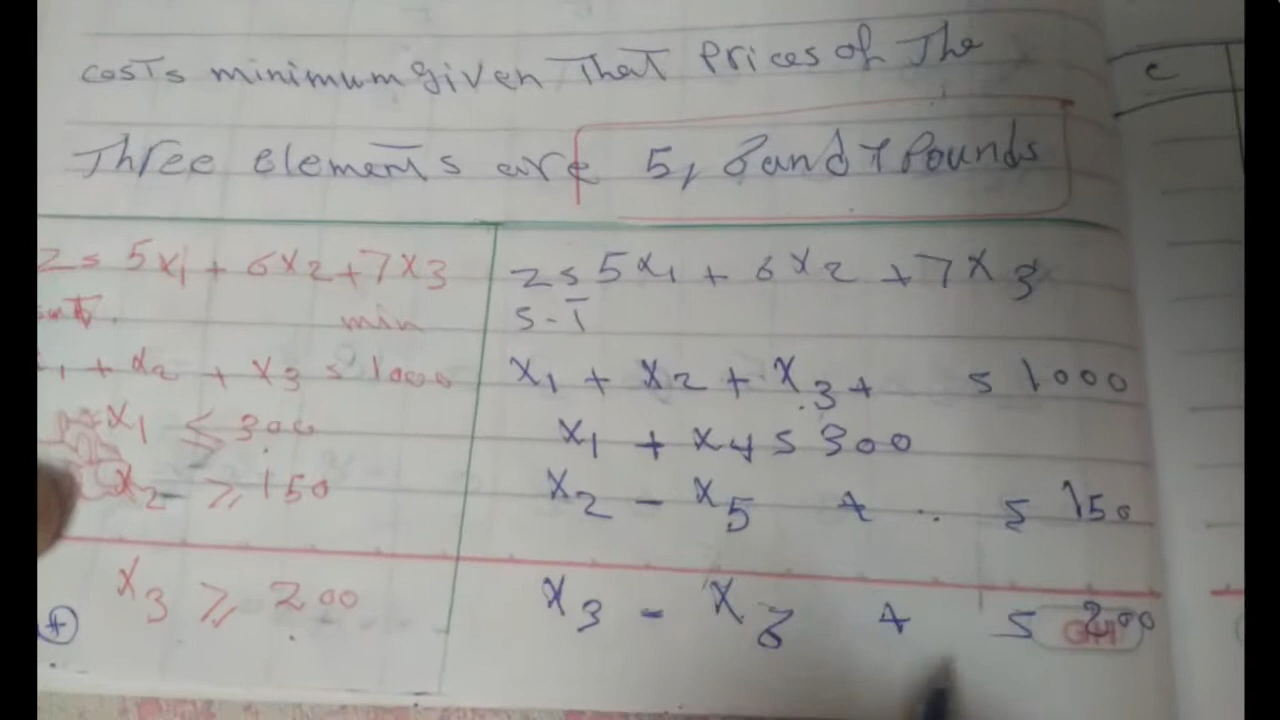 costs minimum given That Prices of The
Three elements are 5, 6 and 7 Pounds
e
Z = 5x1 + 6x2 + 7x3
min
x1 + x2 + x3 = 1000
x1 ≤ 300
x2 ≥ 150
x3 ≥ 200
+
Z = 5x1 + 6x2 + 7x3
S-T
x1 + x2 + x3 + = 1000
x1 + x4 = 300
x2 - x5 + = 150
x3 - x6 + = 200